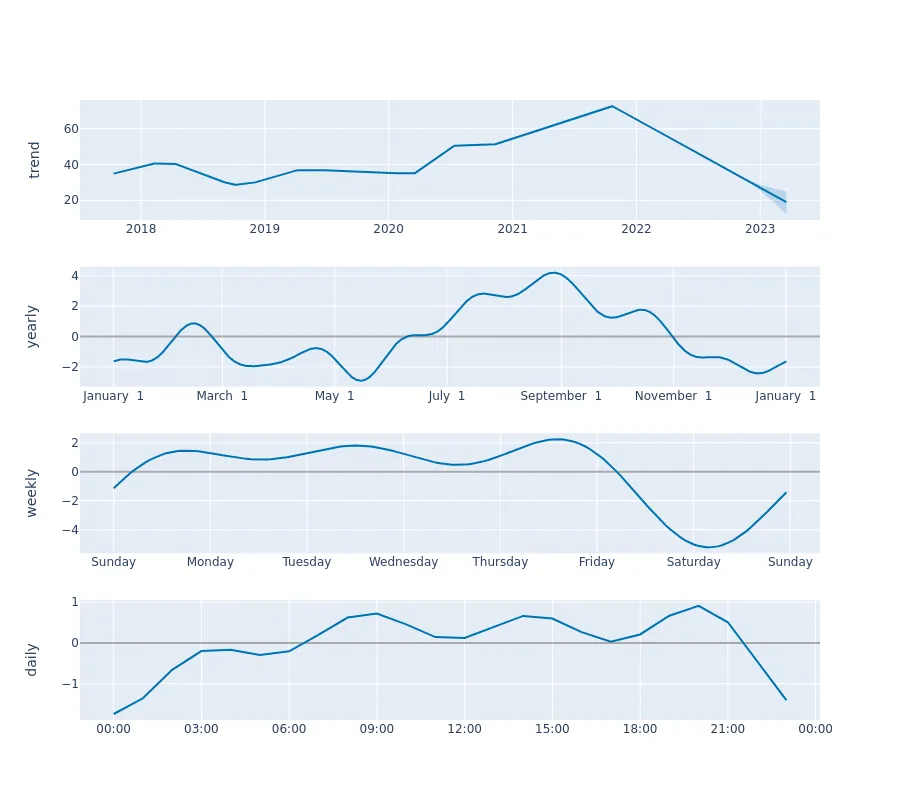 trend
60
40
20
2018 2019 2020 2021 2022 2023
yearly
4
2
0
−2
January 1 March 1 May 1 July 1 September 1 November 1 January 1
weekly
2
0
−2
−4
Sunday Monday Tuesday Wednesday Thursday Friday Saturday Sunday
daily
1
0
−1
00:00 03:00 06:00 09:00 12:00 15:00 18:00 21:00 00:00